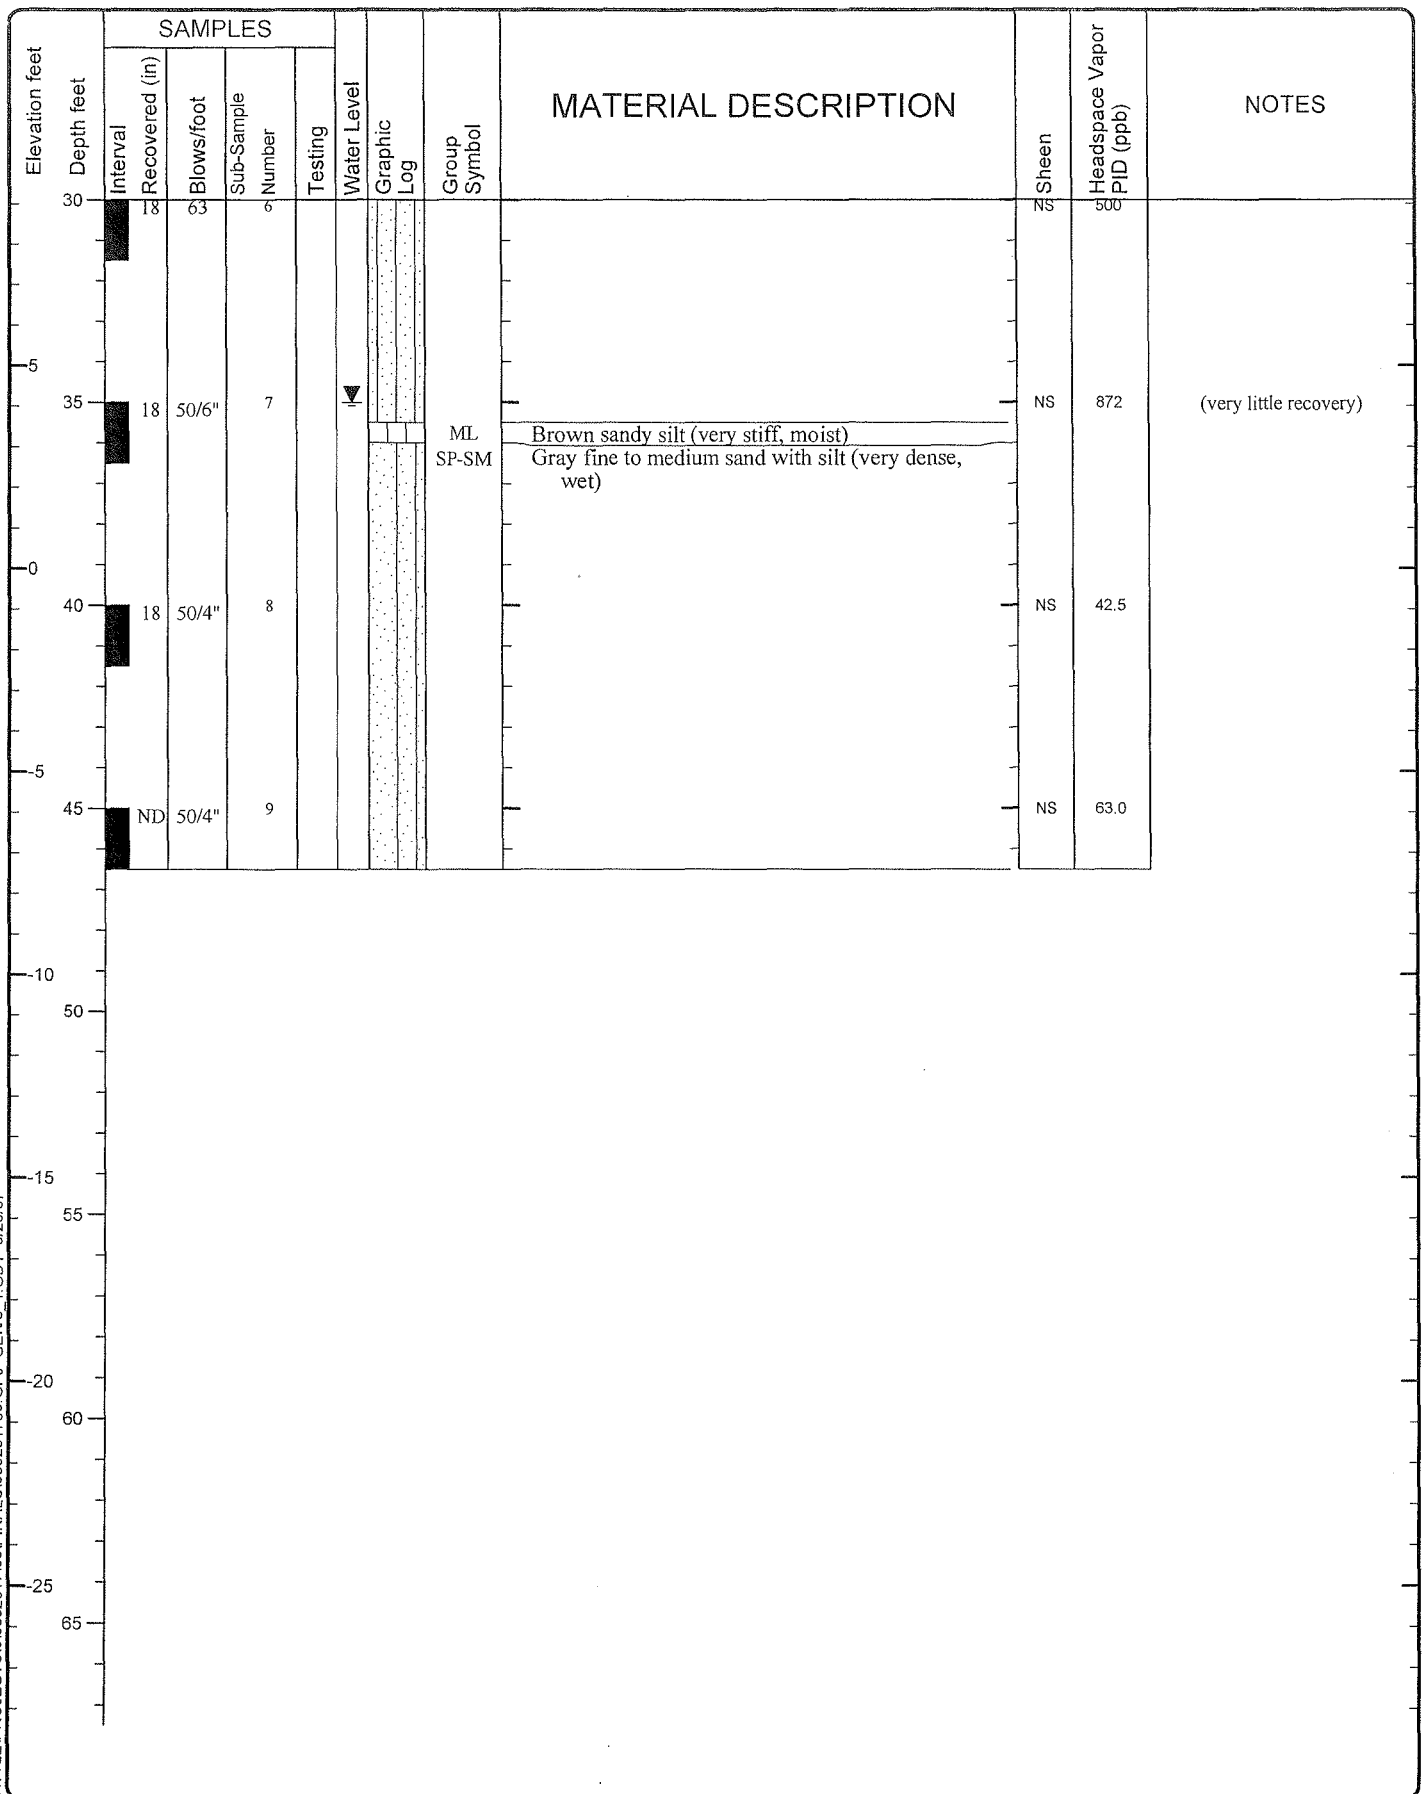 SAMPLES
Elevation feet
Depth feet
Interval
Recovered (in)
Blows/foot
Sub-Sample
Number
Testing
Water Level
Graphic
Log
Group
Symbol
MATERIAL DESCRIPTION
Sheen
Headspace Vapor
PID (ppb)
NOTES
30 18 63 6 NS 500
5
35 18 50/6" 7 NS 872 (very little recovery)
ML Brown sandy silt (very stiff, moist)
SP-SM Gray fine to medium sand with silt (very dense,
wet)
0
40 18 50/4" 8 NS 42.5
-5
45 ND 50/4" 9 NS 63.0
-10
50
-15
55
-20
60
-25
65